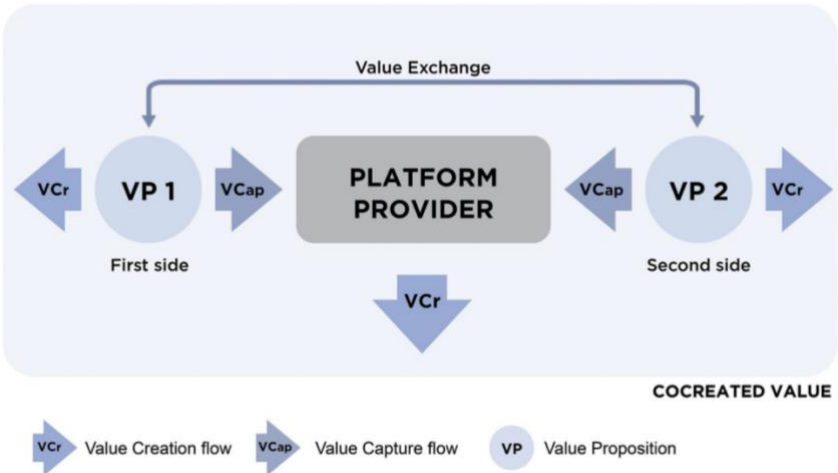 Value Exchange
VCr
VP 1
VCap
PLATFORM
PROVIDER
VCap
VP 2
VCr
First side
Second side
VCr
COCREATED VALUE
VCr Value Creation flow
VCap Value Capture flow
VP Value Proposition